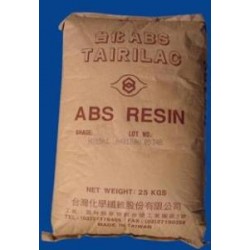 台化ABS
TAIRILAC
ABS RESIN
GRADE: LOT NO.:
NET WEIGHT: 25 KGS
台灣化學纖維股份有限公司
MADE IN TAIWAN